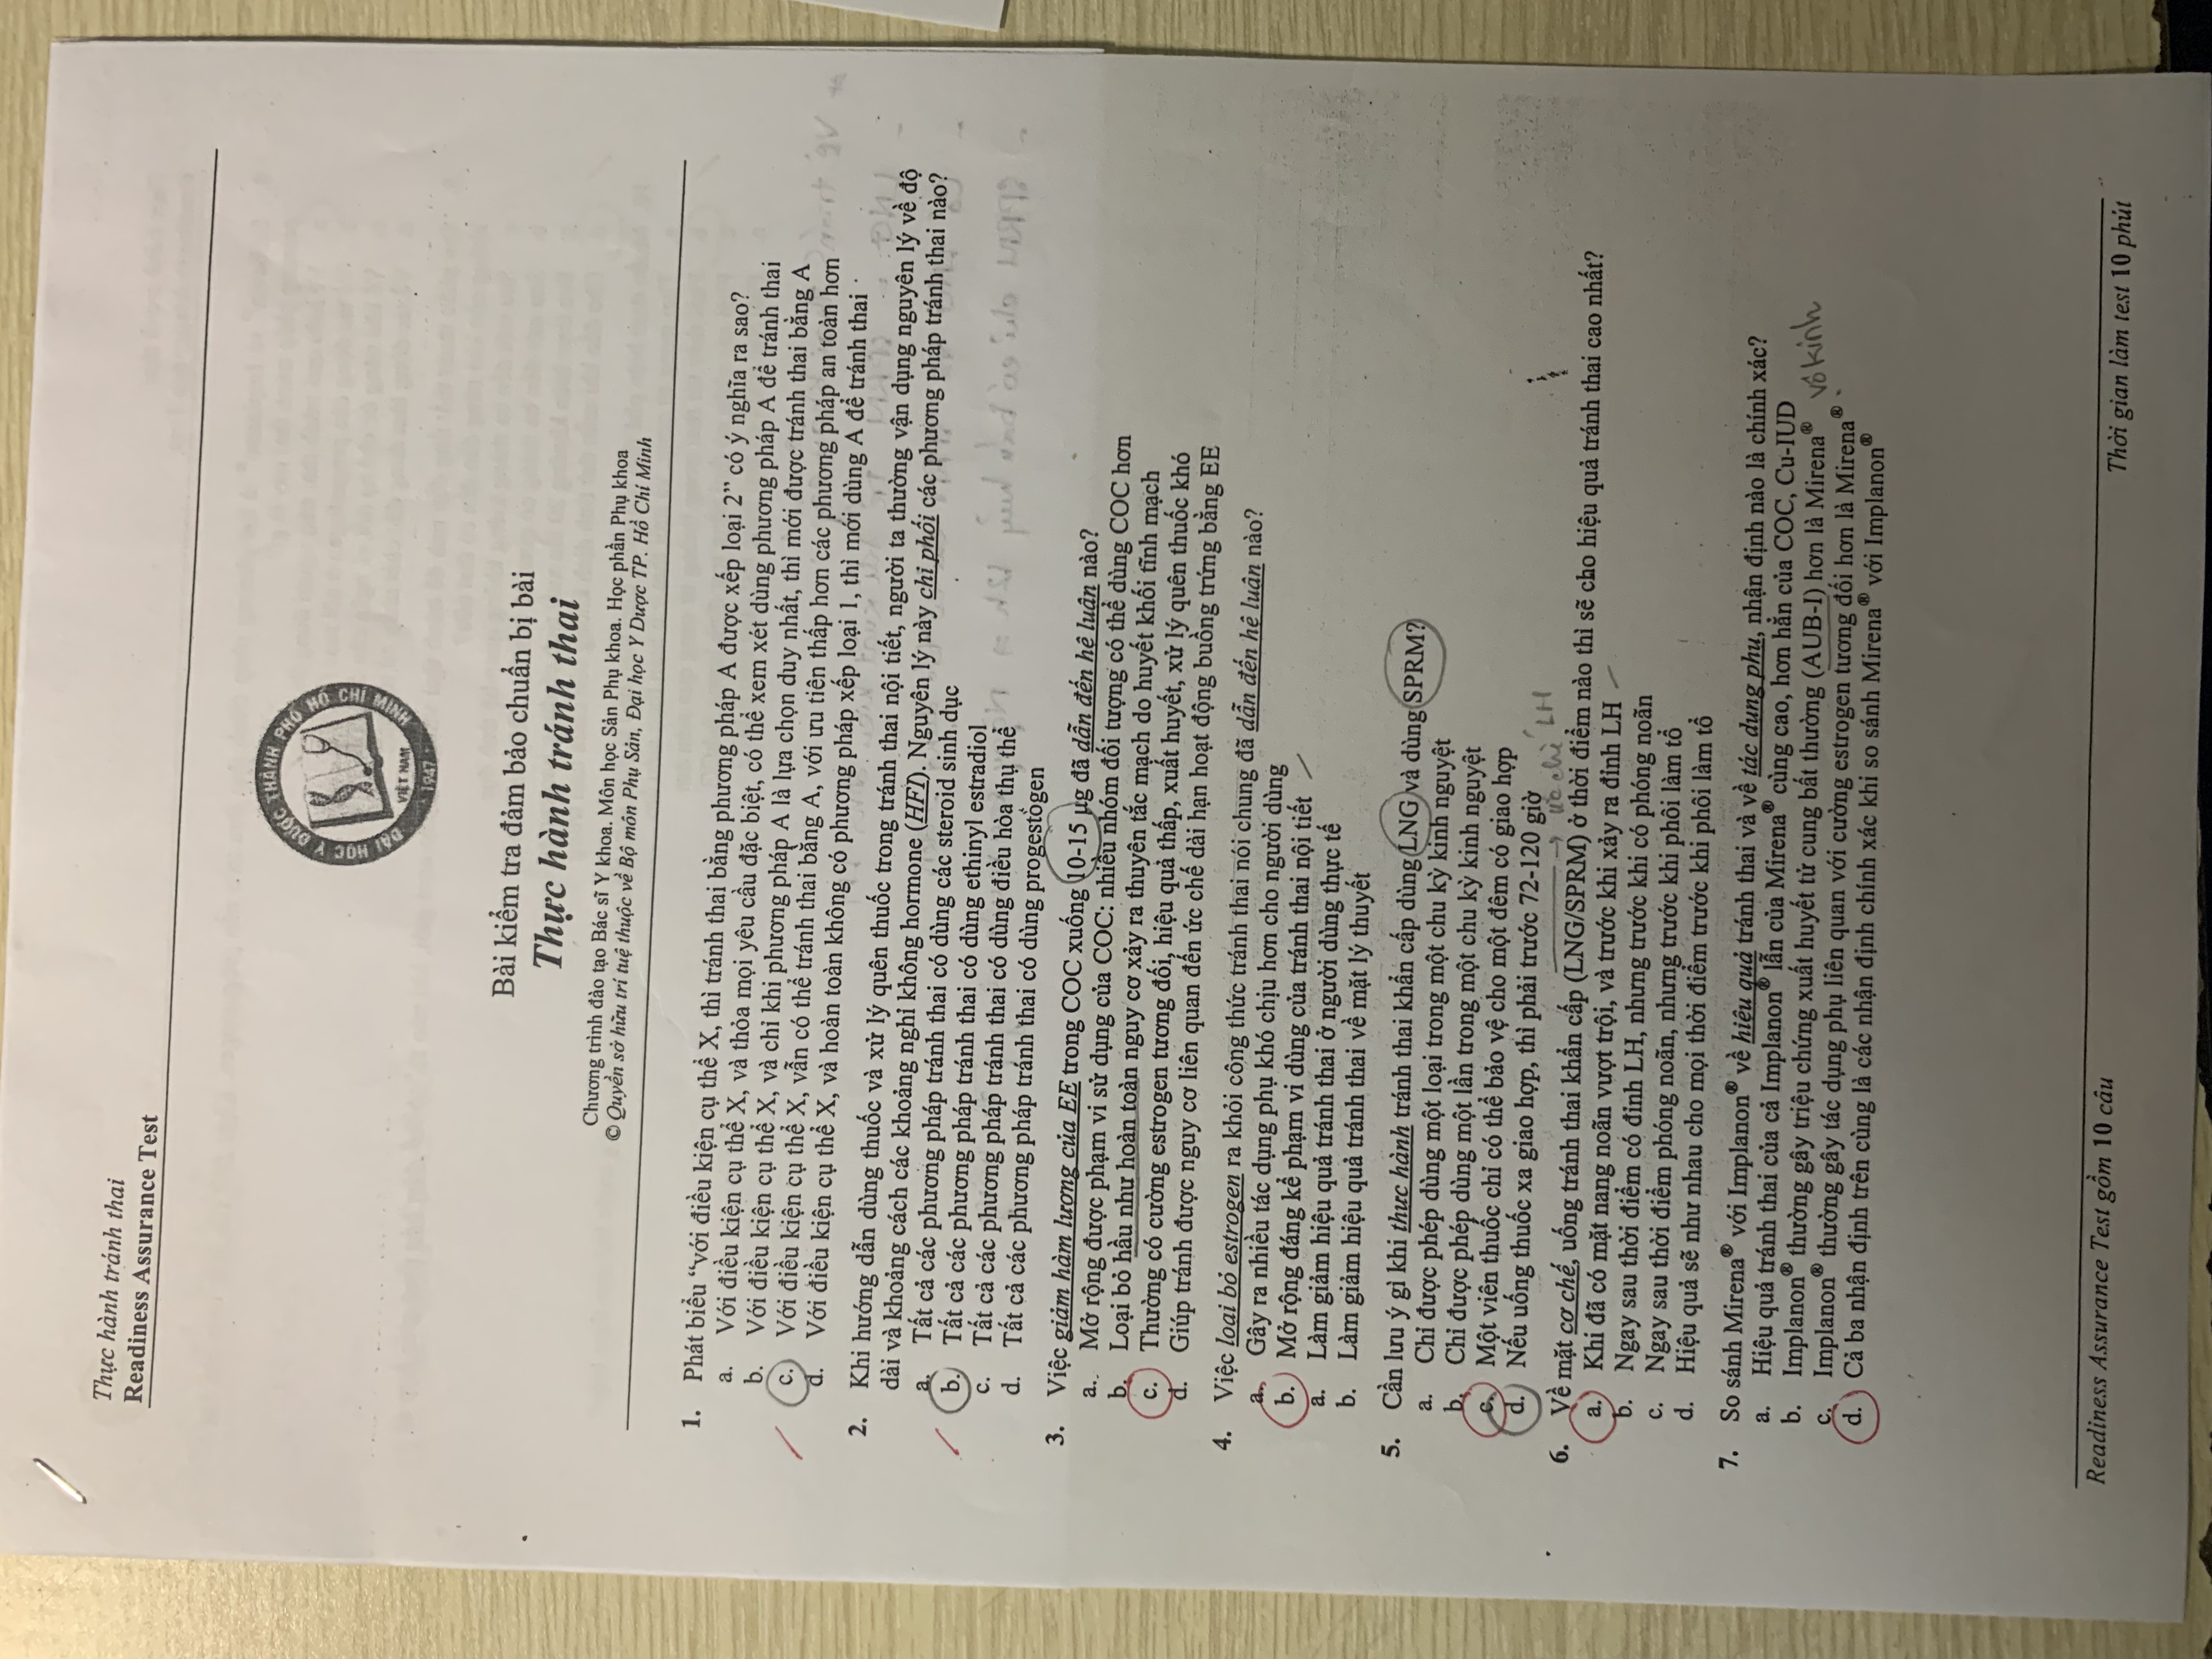 Thực hành tránh thai
Readiness Assurance Test
ĐẠI HỌC Y DƯỢC THÀNH PHỐ HỒ CHÍ MINH
VIỆT NAM
1947
Bài kiểm tra đảm bảo chuẩn bị bài
Thực hành tránh thai
Chương trình đào tạo Bác sĩ Y khoa. Môn học Sản Phụ khoa. Học phần Phụ khoa
© Quyền sở hữu trí tuệ thuộc về Bộ môn Phụ Sản, Đại học Y Dược TP. Hồ Chí Minh
1. Phát biểu “với điều kiện cụ thể X, thì tránh thai bằng phương pháp A được xếp loại 2” có ý nghĩa ra sao?
a. Với điều kiện cụ thể X, và thỏa mọi yêu cầu đặc biệt, có thể xem xét dùng phương pháp A để tránh thai
b. Với điều kiện cụ thể X, và chỉ khi phương pháp A là lựa chọn duy nhất, thì mới được tránh thai bằng A
c. Với điều kiện cụ thể X, vẫn có thể tránh thai bằng A, với ưu tiên thấp hơn các phương pháp an toàn hơn
d. Với điều kiện cụ thể X, và hoàn toàn không có phương pháp xếp loại 1, thì mới dùng A để tránh thai
2. Khi hướng dẫn dùng thuốc và xử lý quên thuốc trong tránh thai nội tiết, người ta thường vận dụng nguyên lý về độ
dài và khoảng cách các khoảng nghỉ không hormone (HFI). Nguyên lý này chi phối các phương pháp tránh thai nào?
a. Tất cả các phương pháp tránh thai có dùng các steroid sinh dục
b. Tất cả các phương pháp tránh thai có dùng ethinyl estradiol
c. Tất cả các phương pháp tránh thai có dùng điều hòa thụ thể
d. Tất cả các phương pháp tránh thai có dùng progestogen
3. Việc giảm hàm lượng của EE trong COC xuống 10-15 µg đã dẫn đến hệ luận nào?
a. Mở rộng được phạm vi sử dụng của COC: nhiều nhóm đối tượng có thể dùng COC hơn
b. Loại bỏ hầu như hoàn toàn nguy cơ xảy ra thuyên tắc mạch do huyết khối tĩnh mạch
c. Thường có cường estrogen tương đối, hiệu quả thấp, xuất huyết, xử lý quên thuốc khó
d. Giúp tránh được nguy cơ liên quan đến ức chế dài hạn hoạt động buồng trứng bằng EE
4. Việc loại bỏ estrogen ra khỏi công thức tránh thai nói chung đã dẫn đến hệ luận nào?
a. Gây ra nhiều tác dụng phụ khó chịu hơn cho người dùng
b. Mở rộng đáng kể phạm vi dùng của tránh thai nội tiết
a. Làm giảm hiệu quả tránh thai ở người dùng thực tế
b. Làm giảm hiệu quả tránh thai về mặt lý thuyết
5. Cần lưu ý gì khi thực hành tránh thai khẩn cấp dùng LNG và dùng SPRM?
a. Chỉ được phép dùng một loại trong một chu kỳ kinh nguyệt
b. Chỉ được phép dùng một lần trong một chu kỳ kinh nguyệt
c. Một viên thuốc chỉ có thể bảo vệ cho một đêm có giao hợp
d. Nếu uống thuốc xa giao hợp, thì phải trước 72-120 giờ
→ ức chế LH
6. Về mặt cơ chế, uống tránh thai khẩn cấp (LNG/SPRM) ở thời điểm nào thì sẽ cho hiệu quả tránh thai cao nhất?
a. Khi đã có mặt nang noãn vượt trội, và trước khi xảy ra đỉnh LH
b. Ngay sau thời điểm có đỉnh LH, nhưng trước khi có phóng noãn
c. Ngay sau thời điểm phóng noãn, nhưng trước khi phôi làm tổ
d. Hiệu quả sẽ như nhau cho mọi thời điểm trước khi phôi làm tổ
7. So sánh Mirena® với Implanon® về hiệu quả tránh thai và về tác dụng phụ, nhận định nào là chính xác?
a. Hiệu quả tránh thai của cả Implanon® lẫn của Mirena® cùng cao, hơn hẳn của COC, Cu-IUD
b. Implanon® thường gây triệu chứng xuất huyết tử cung bất thường (AUB-I) hơn là Mirena® vô kinh
c. Implanon® thường gây tác dụng phụ liên quan với cường estrogen tương đối hơn là Mirena®
d. Cả ba nhận định trên cùng là các nhận định chính xác khi so sánh Mirena® với Implanon®
Readiness Assurance Test gồm 10 câu
Thời gian làm test 10 phút